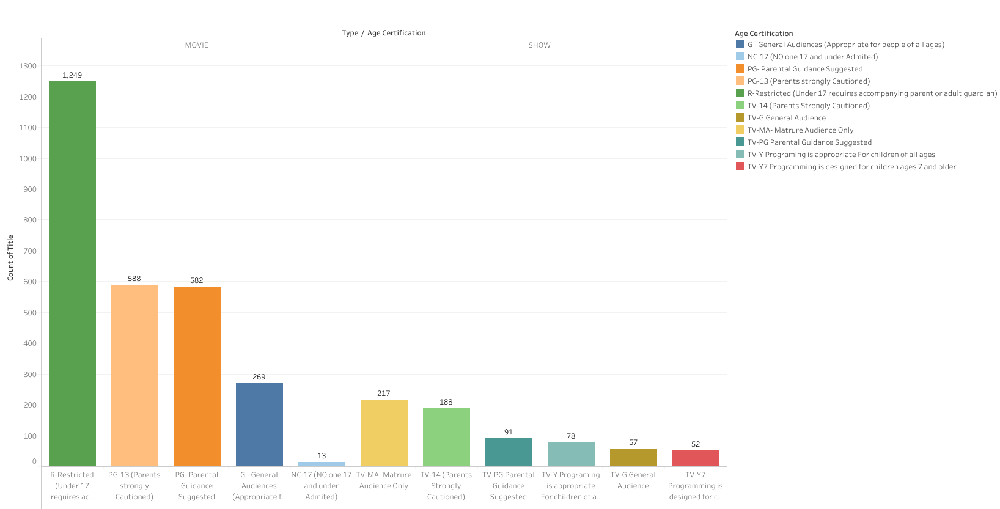 Type / Age Certification
MOVIE
SHOW
Count of Title
1300
1200
1100
1000
900
800
700
600
500
400
300
200
100
0
1,249
588
582
269
13
217
188
91
78
57
52
R-Restricted
(Under 17
requires ac..
PG-13 (Parents
strongly
Cautioned)
PG- Parental
Guidance
Suggested
G - General
Audiences
(Appropriate f..
NC-17 (NO one 17
and under
Admited)
TV-MA- Matrure
Audience Only
TV-14 (Parents
Strongly
Cautioned)
TV-PG Parental
Guidance
Suggested
TV-Y Programing
is appropriate
For children of a..
TV-G General
Audience
TV-Y7
Programming is
designed for c..
Age Certification
G - General Audiences (Appropriate for people of all ages)
NC-17 (NO one 17 and under Admited)
PG- Parental Guidance Suggested
PG-13 (Parents strongly Cautioned)
R-Restricted (Under 17 requires accompanying parent or adult guardian)
TV-14 (Parents Strongly Cautioned)
TV-G General Audience
TV-MA- Matrure Audience Only
TV-PG Parental Guidance Suggested
TV-Y Programing is appropriate For children of all ages
TV-Y7 Programming is designed for children ages 7 and older